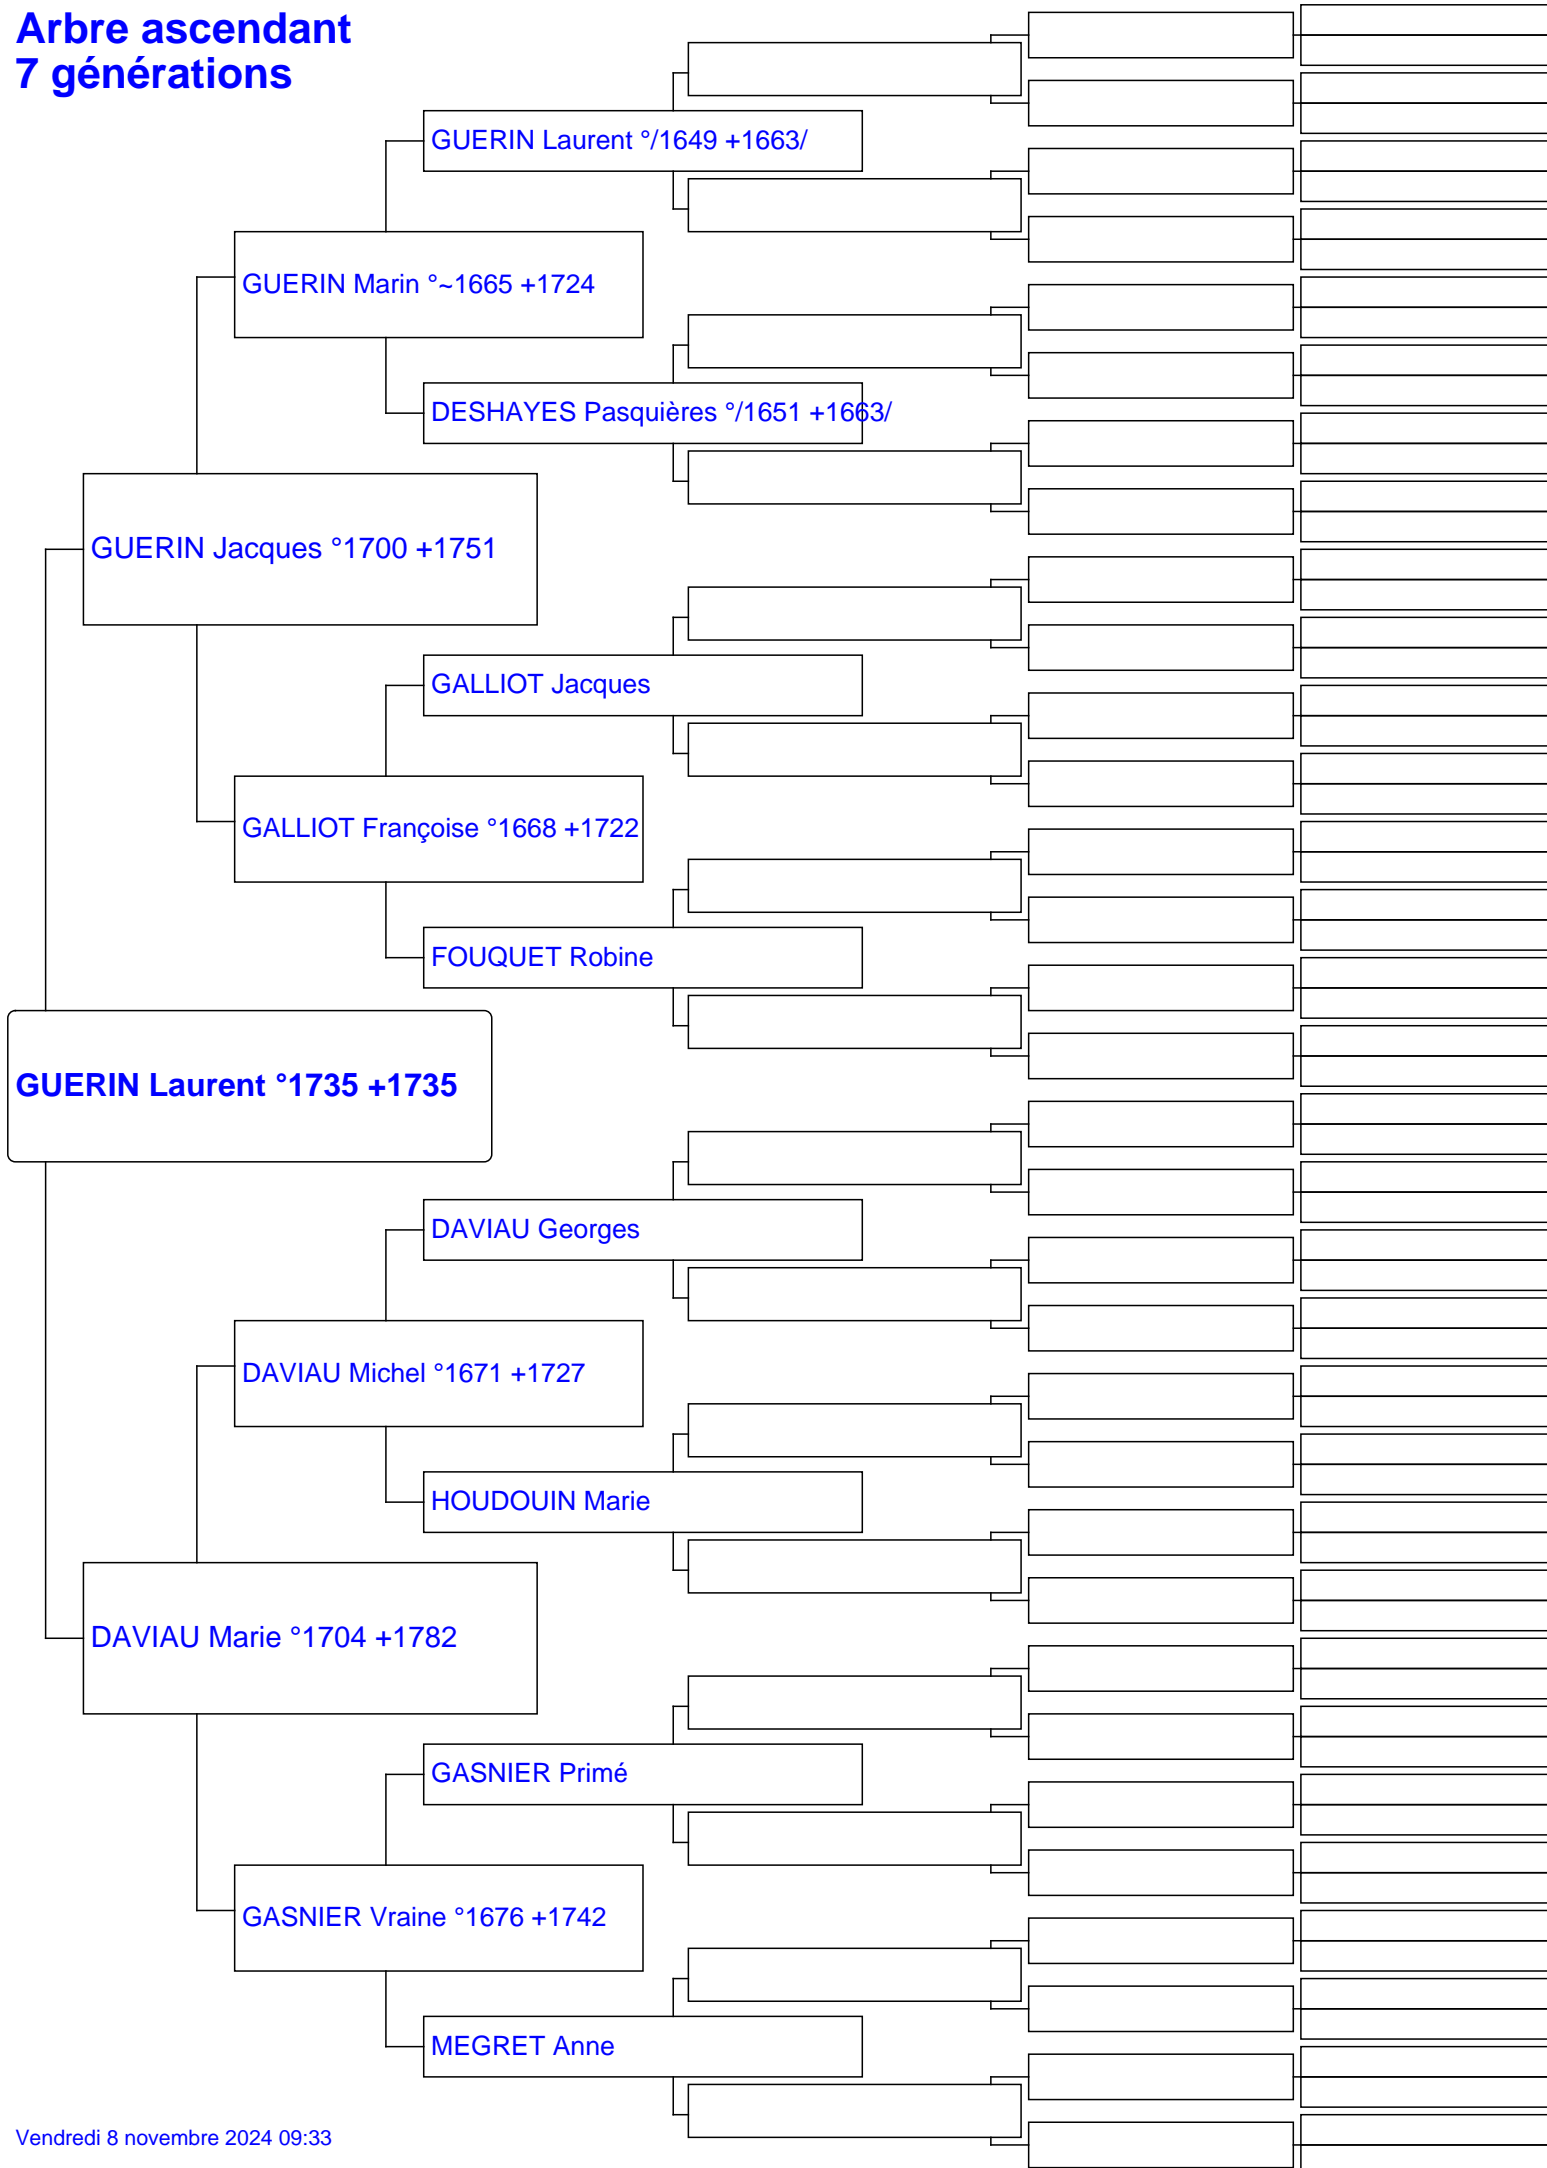 Arbre ascendant
7 générations
GUERIN Laurent °/1649 +1663/
GUERIN Marin °~1665 +1724
DESHAYES Pasquières °/1651 +1663/
GUERIN Jacques °1700 +1751
GALLIOT Jacques
GALLIOT Françoise °1668 +1722
FOUQUET Robine
GUERIN Laurent °1735 +1735
DAVIAU Georges
DAVIAU Michel °1671 +1727
HOUDOUIN Marie
DAVIAU Marie °1704 +1782
GASNIER Primé
GASNIER Vraine °1676 +1742
MEGRET Anne
Vendredi 8 novembre 2024 09:33